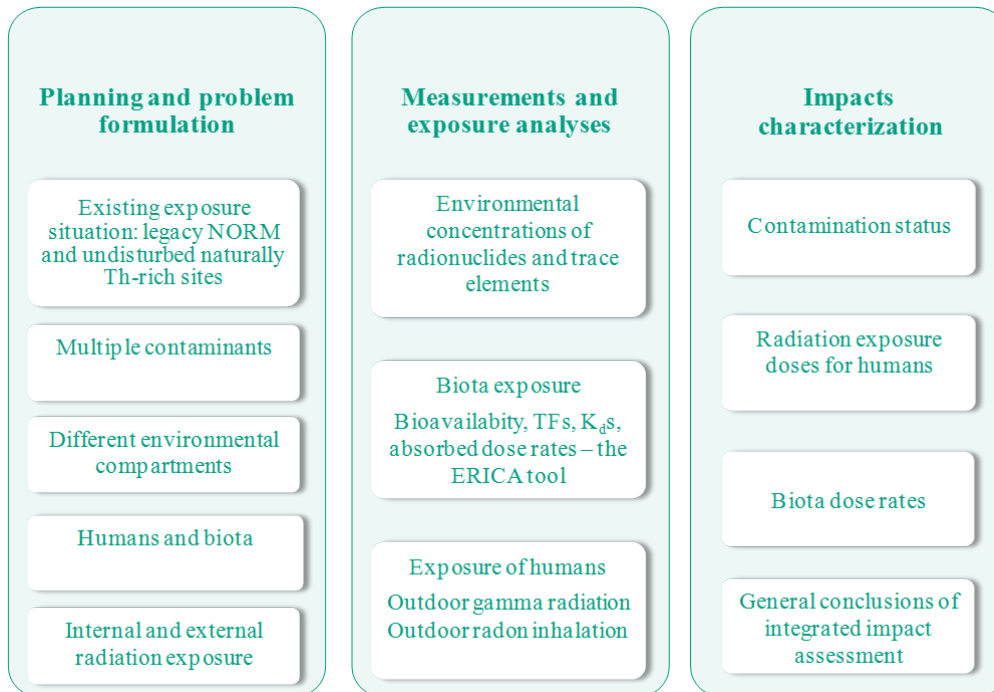 Planning and problem
formulation
Existing exposure
situation: legacy NORM
and undisturbed naturally
Th-rich sites
Multiple contaminants
Different environmental
compartments
Humans and biota
Internal and external
radiation exposure
Measurements and
exposure analyses
Environmental
concentrations of
radionuclides and trace
elements
Biota exposure
Bioavailabity, TFs, Kds,
absorbed dose rates – the
ERICA tool
Exposure of humans
Outdoor gamma radiation
Outdoor radon inhalation
Impacts
characterization
Contamination status
Radiation exposure
doses for humans
Biota dose rates
General conclusions of
integrated impact
assessment